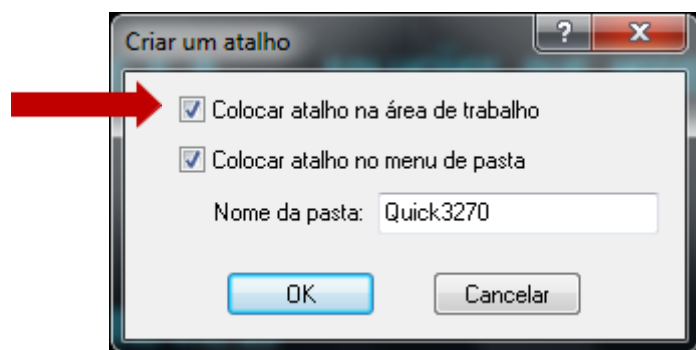 Criar um atalho
Colocar atalho na área de trabalho
Colocar atalho no menu de pasta
Nome da pasta: Quick3270
OK Cancelar